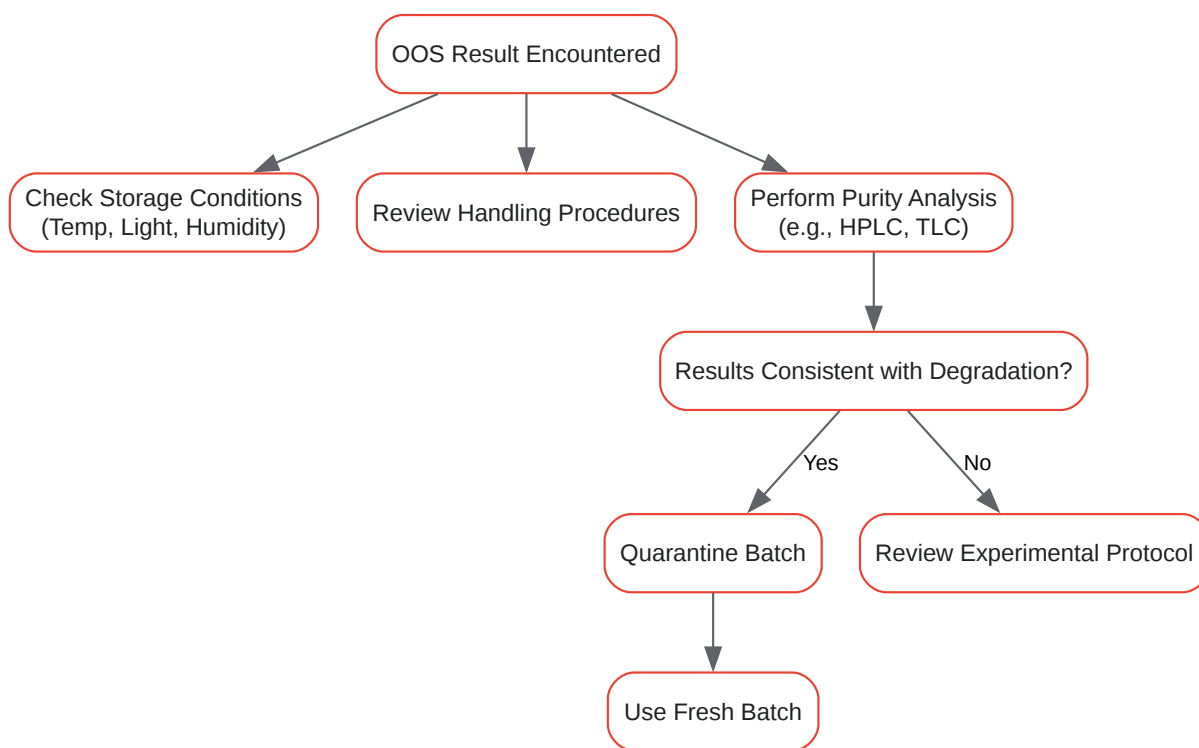 OOS Result Encountered
Check Storage Conditions
(Temp, Light, Humidity)
Review Handling Procedures
Perform Purity Analysis
(e.g., HPLC, TLC)
Results Consistent with Degradation?
Yes
No
Quarantine Batch
Review Experimental Protocol
Use Fresh Batch